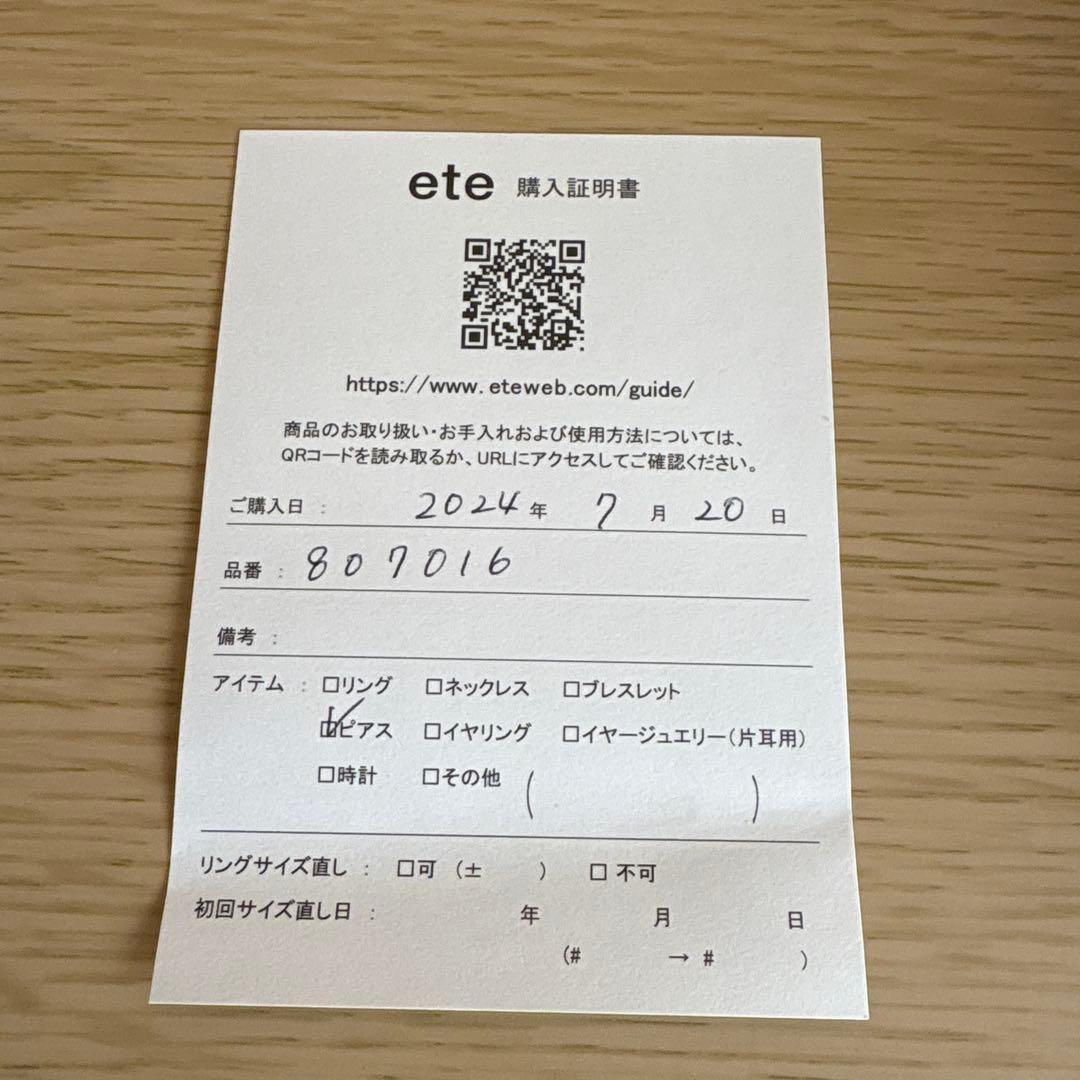 ete 購入証明書
https://www.eteweb.com/guide/
商品のお取り扱い・お手入れおよび使用方法については、
QRコードを読み取るか、URLにアクセスしてご確認ください。
ご購入日 : 2024年 7月 20日
品番 : 807016
備考 :
アイテム : □リング □ネックレス □ブレスレット
☑ピアス □イヤリング □イヤージュエリー(片耳用)
□時計 □その他 ( )
リングサイズ直し : □可 (± ) □不可
初回サイズ直し日 : 年 月 日
(# → # )